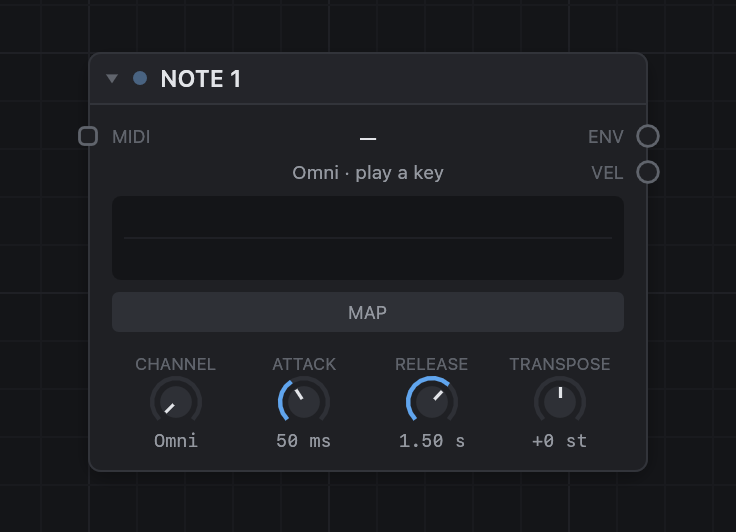 NOTE 1
MIDI — ENV
Omni · play a key VEL
MAP
CHANNEL ATTACK RELEASE TRANSPOSE
Omni 50 ms 1.50 s +0 st